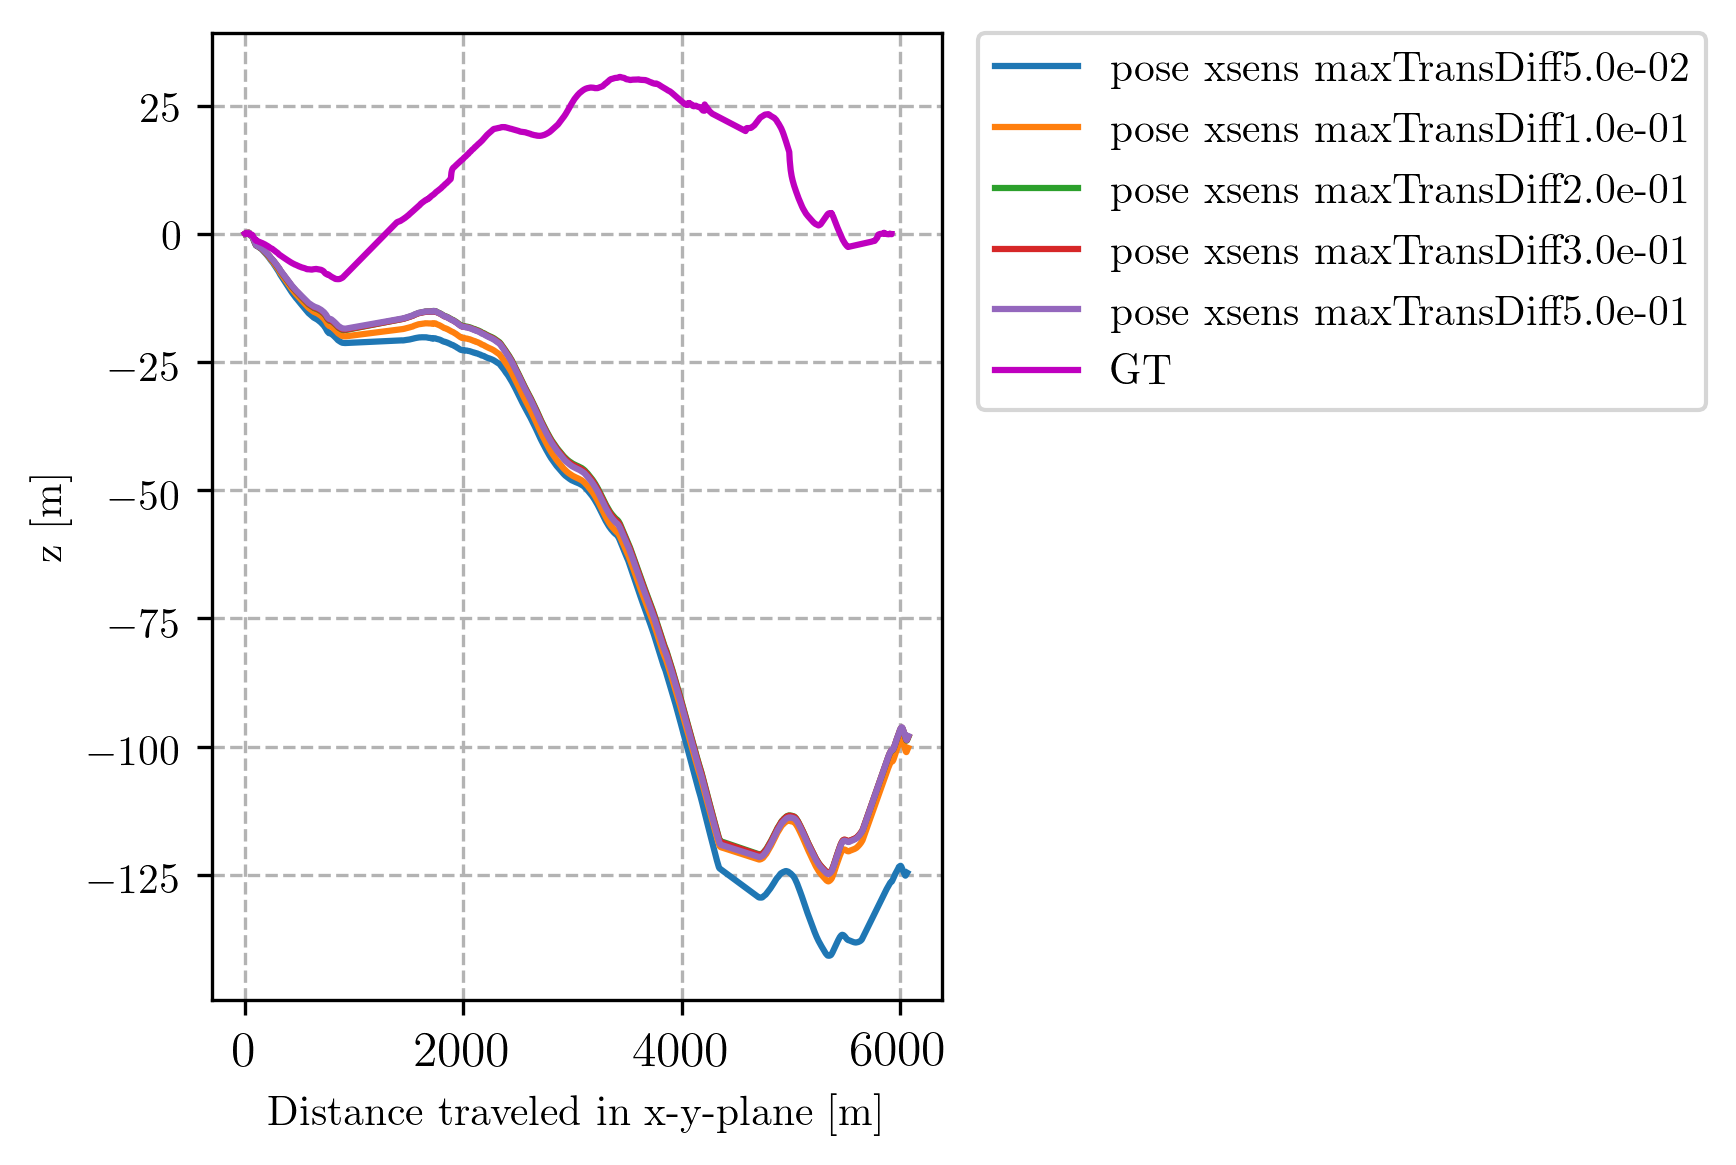 25
0
−25
−50
−75
−100
−125
z [m]
0 2000 4000 6000
Distance traveled in x-y-plane [m]
pose xsens maxTransDiff5.0e-02
pose xsens maxTransDiff1.0e-01
pose xsens maxTransDiff2.0e-01
pose xsens maxTransDiff3.0e-01
pose xsens maxTransDiff5.0e-01
GT